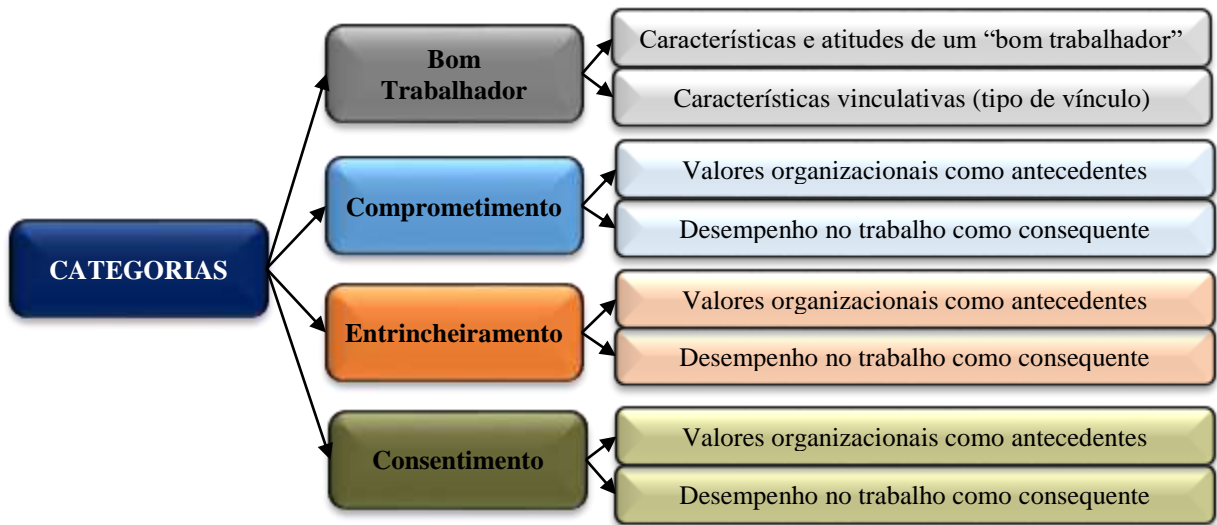 CATEGORIAS
Bom
Trabalhador
Características e atitudes de um “bom trabalhador”
Características vinculativas (tipo de vínculo)
Comprometimento
Valores organizacionais como antecedentes
Desempenho no trabalho como consequente
Entrincheiramento
Valores organizacionais como antecedentes
Desempenho no trabalho como consequente
Consentimento
Valores organizacionais como antecedentes
Desempenho no trabalho como consequente